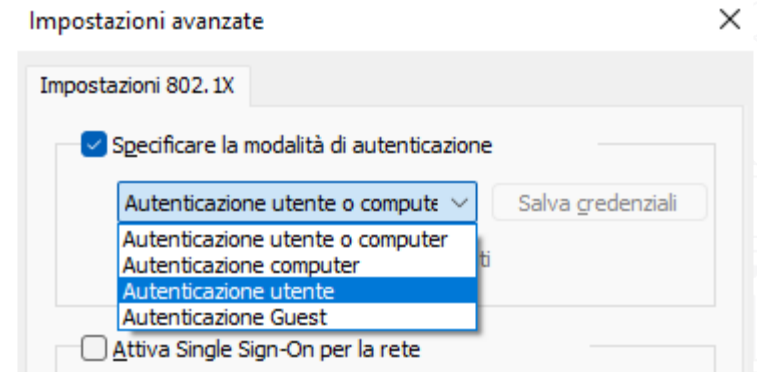 Impostazioni avanzate
Impostazioni 802.1X
Specificare la modalità di autenticazione
Autenticazione utente o compute
Salva credenziali
Autenticazione utente o computer
Autenticazione computer
Autenticazione utente
Autenticazione Guest
Attiva Single Sign-On per la rete